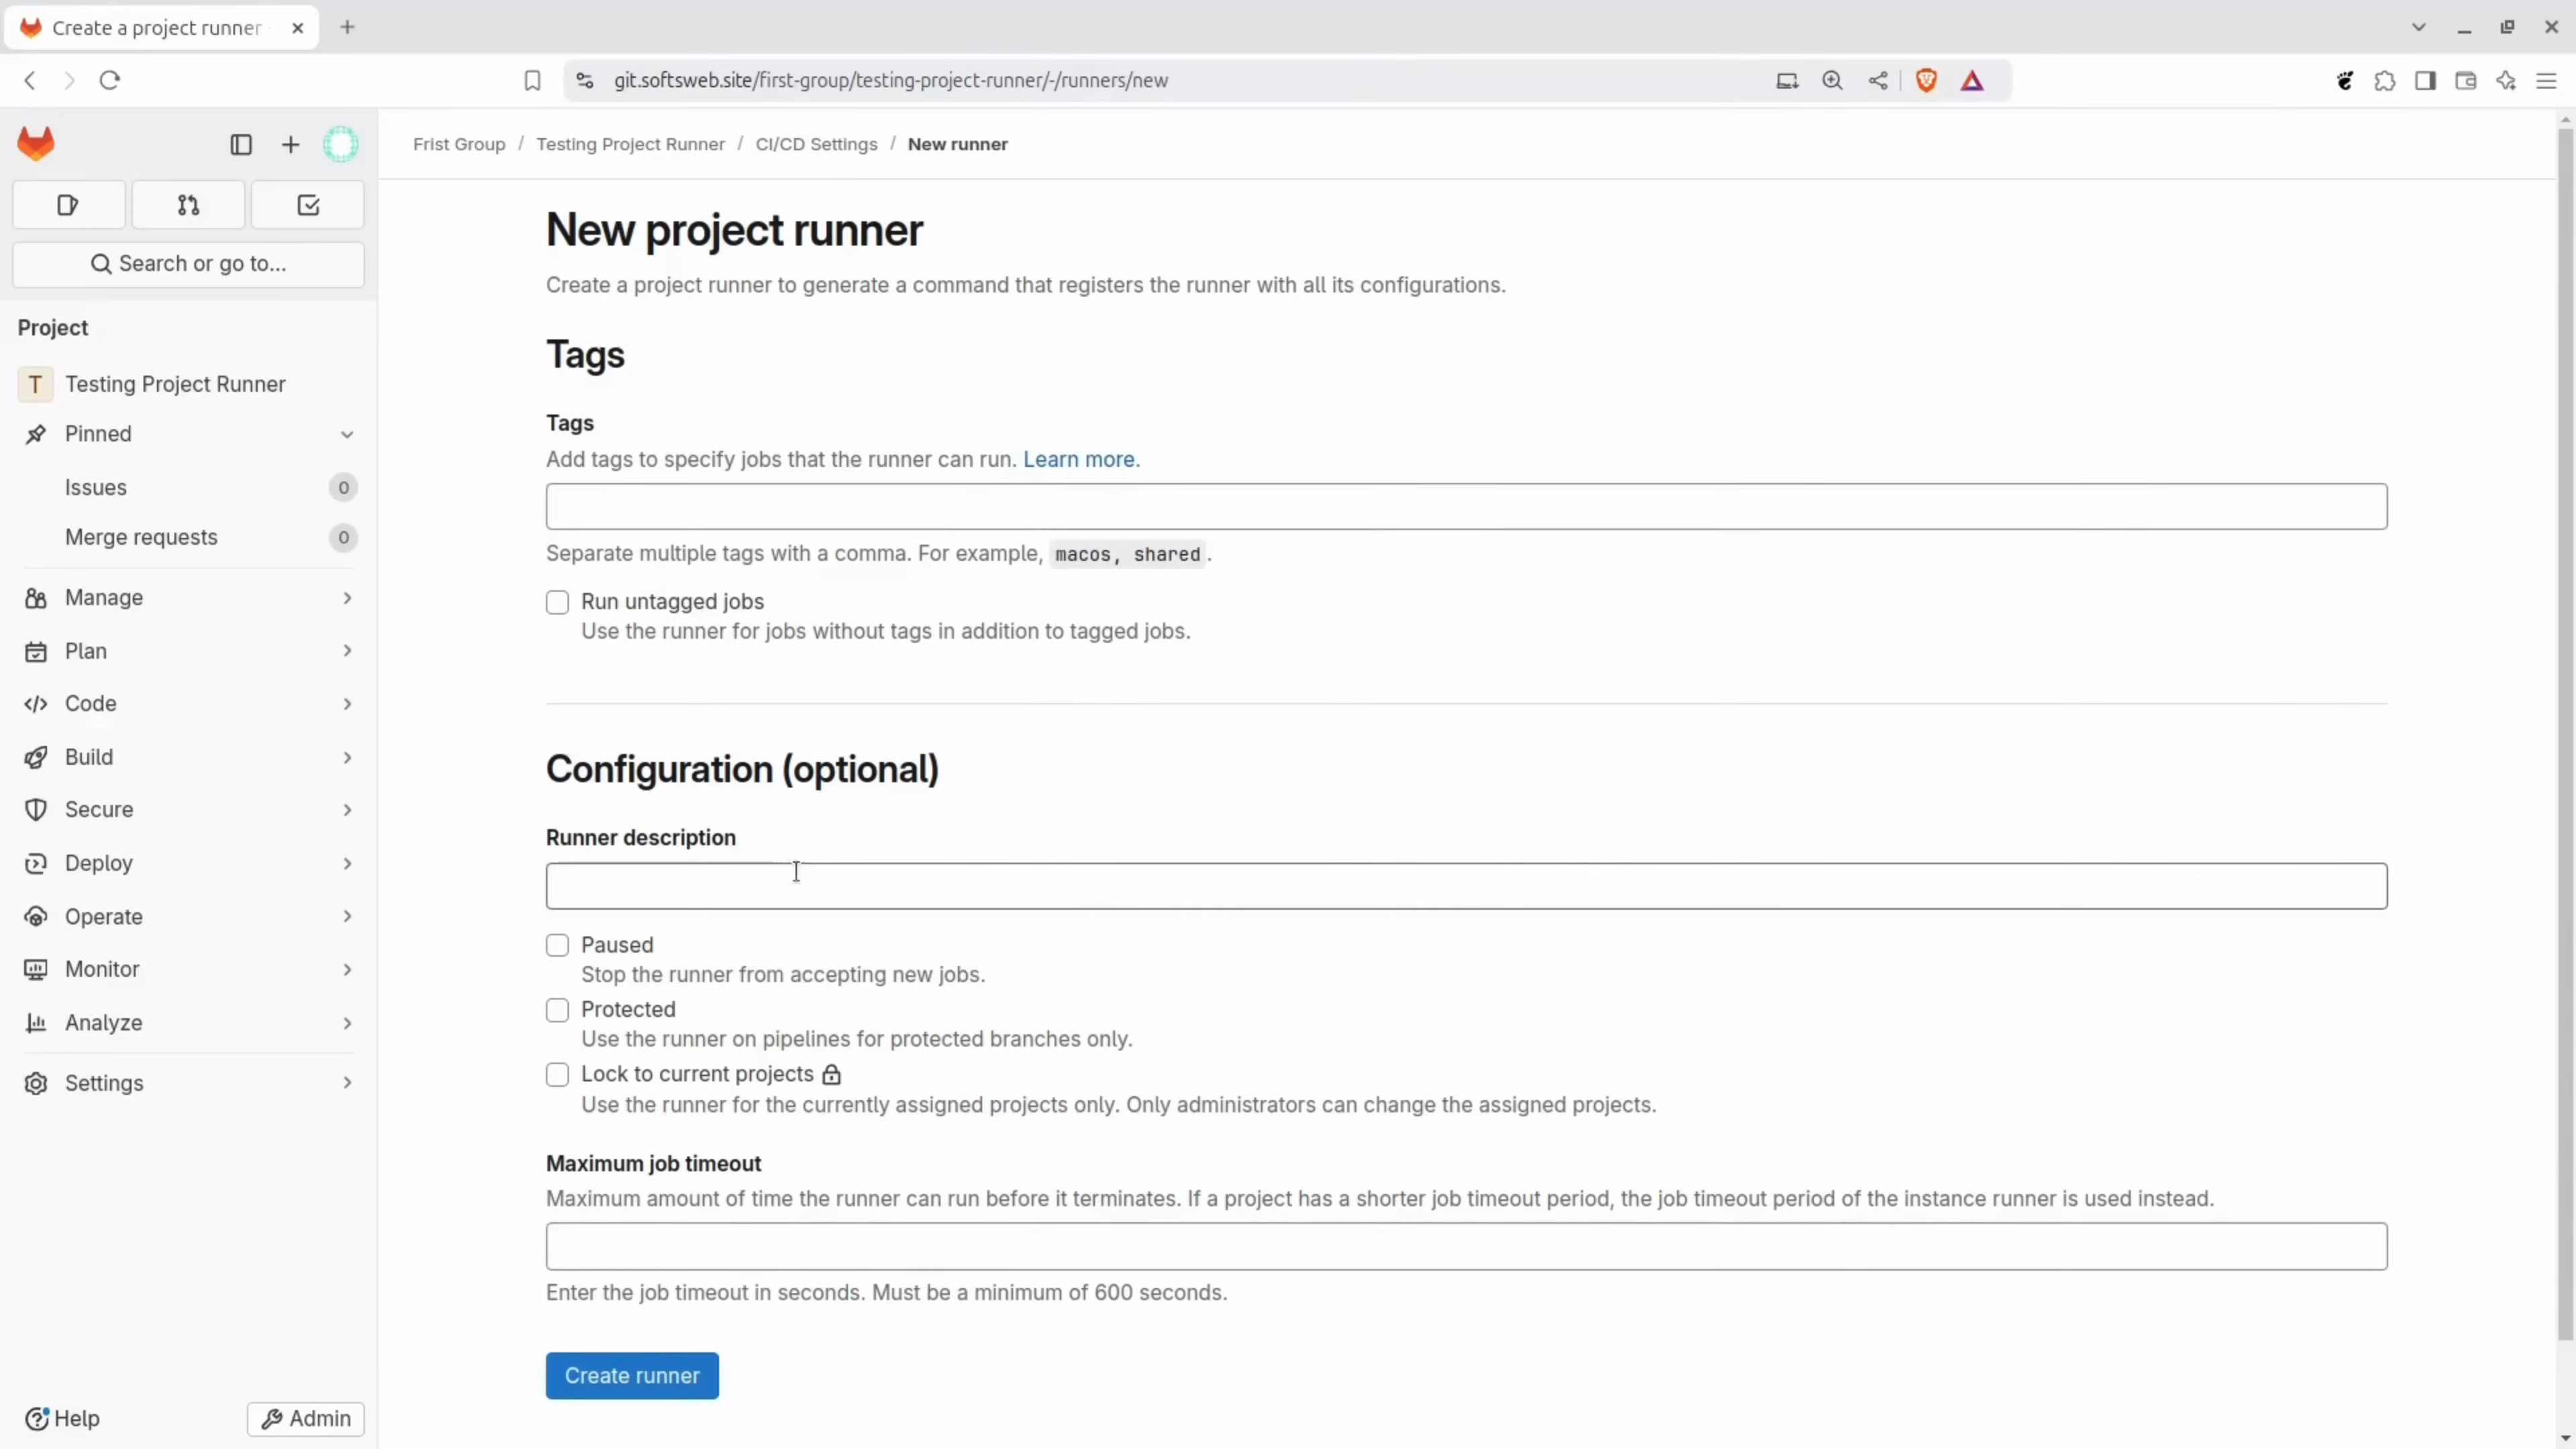 Create a project runner
git.softsweb.site/first-group/testing-project-runner/-/runners/new
Frist Group / Testing Project Runner / CI/CD Settings / New runner
Search or go to...
Project
T Testing Project Runner
Pinned
Issues 0
Merge requests 0
Manage
Plan
Code
Build
Secure
Deploy
Operate
Monitor
Analyze
Settings
Help
Admin
New project runner
Create a project runner to generate a command that registers the runner with all its configurations.
Tags
Tags
Add tags to specify jobs that the runner can run. Learn more.
Separate multiple tags with a comma. For example, macos, shared.
Run untagged jobs
Use the runner for jobs without tags in addition to tagged jobs.
Configuration (optional)
Runner description
Paused
Stop the runner from accepting new jobs.
Protected
Use the runner on pipelines for protected branches only.
Lock to current projects
Use the runner for the currently assigned projects only. Only administrators can change the assigned projects.
Maximum job timeout
Maximum amount of time the runner can run before it terminates. If a project has a shorter job timeout period, the job timeout period of the instance runner is used instead.
Enter the job timeout in seconds. Must be a minimum of 600 seconds.
Create runner